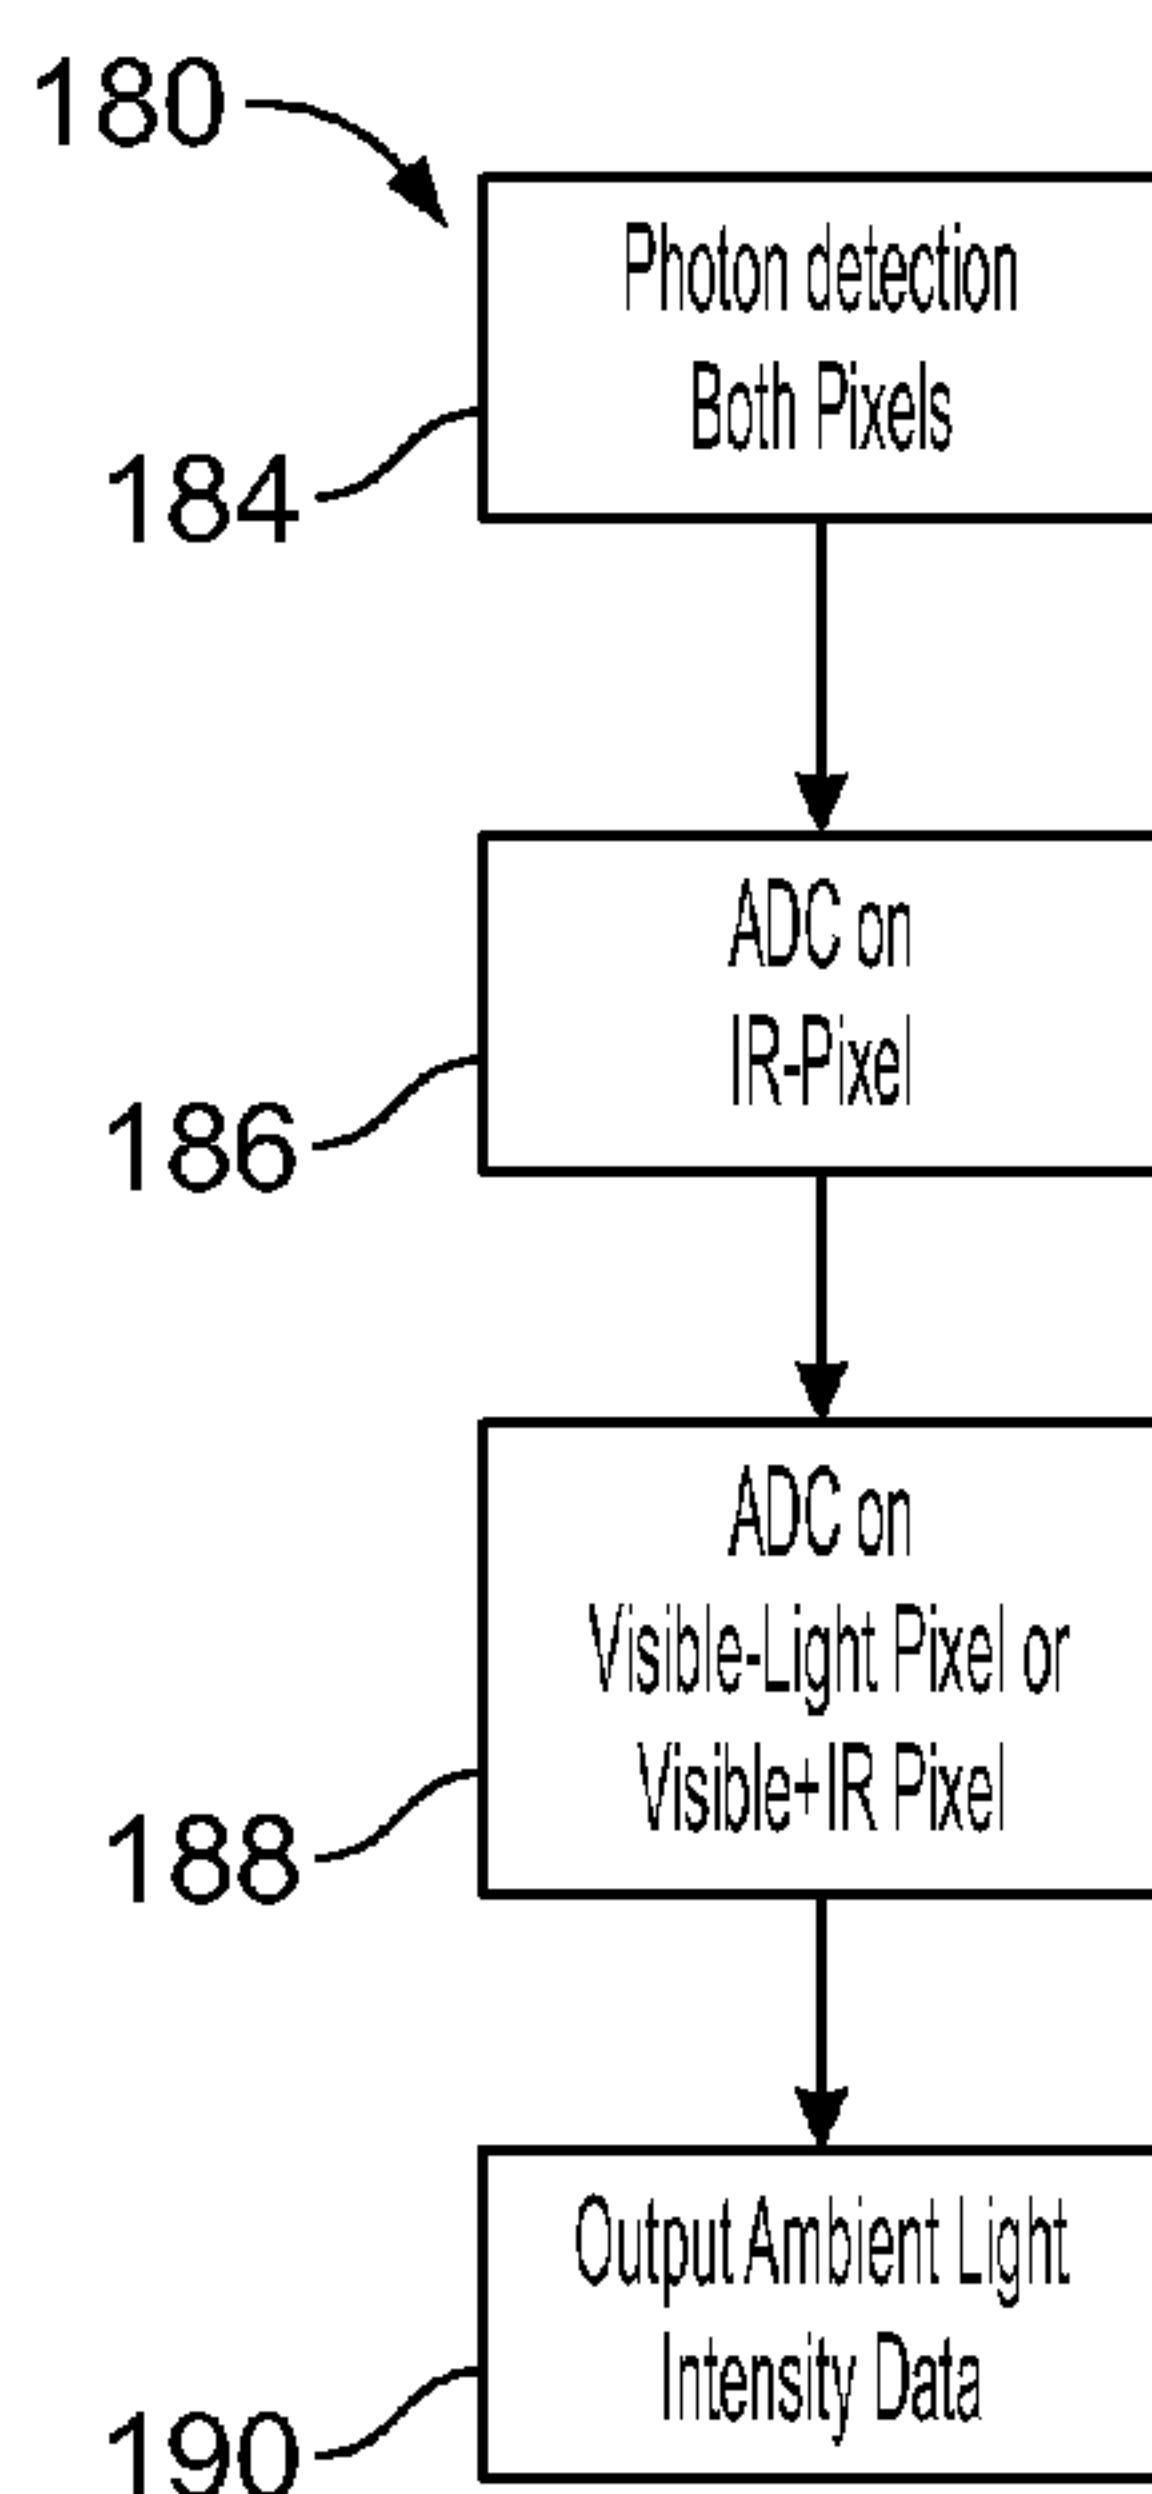 180
Photon detection
Both Pixels
184
ADC on
IR-Pixel
186
ADC on
Visible-Light Pixel or
Visible+IR Pixel
188
Output Ambient Light
Intensity Data
190